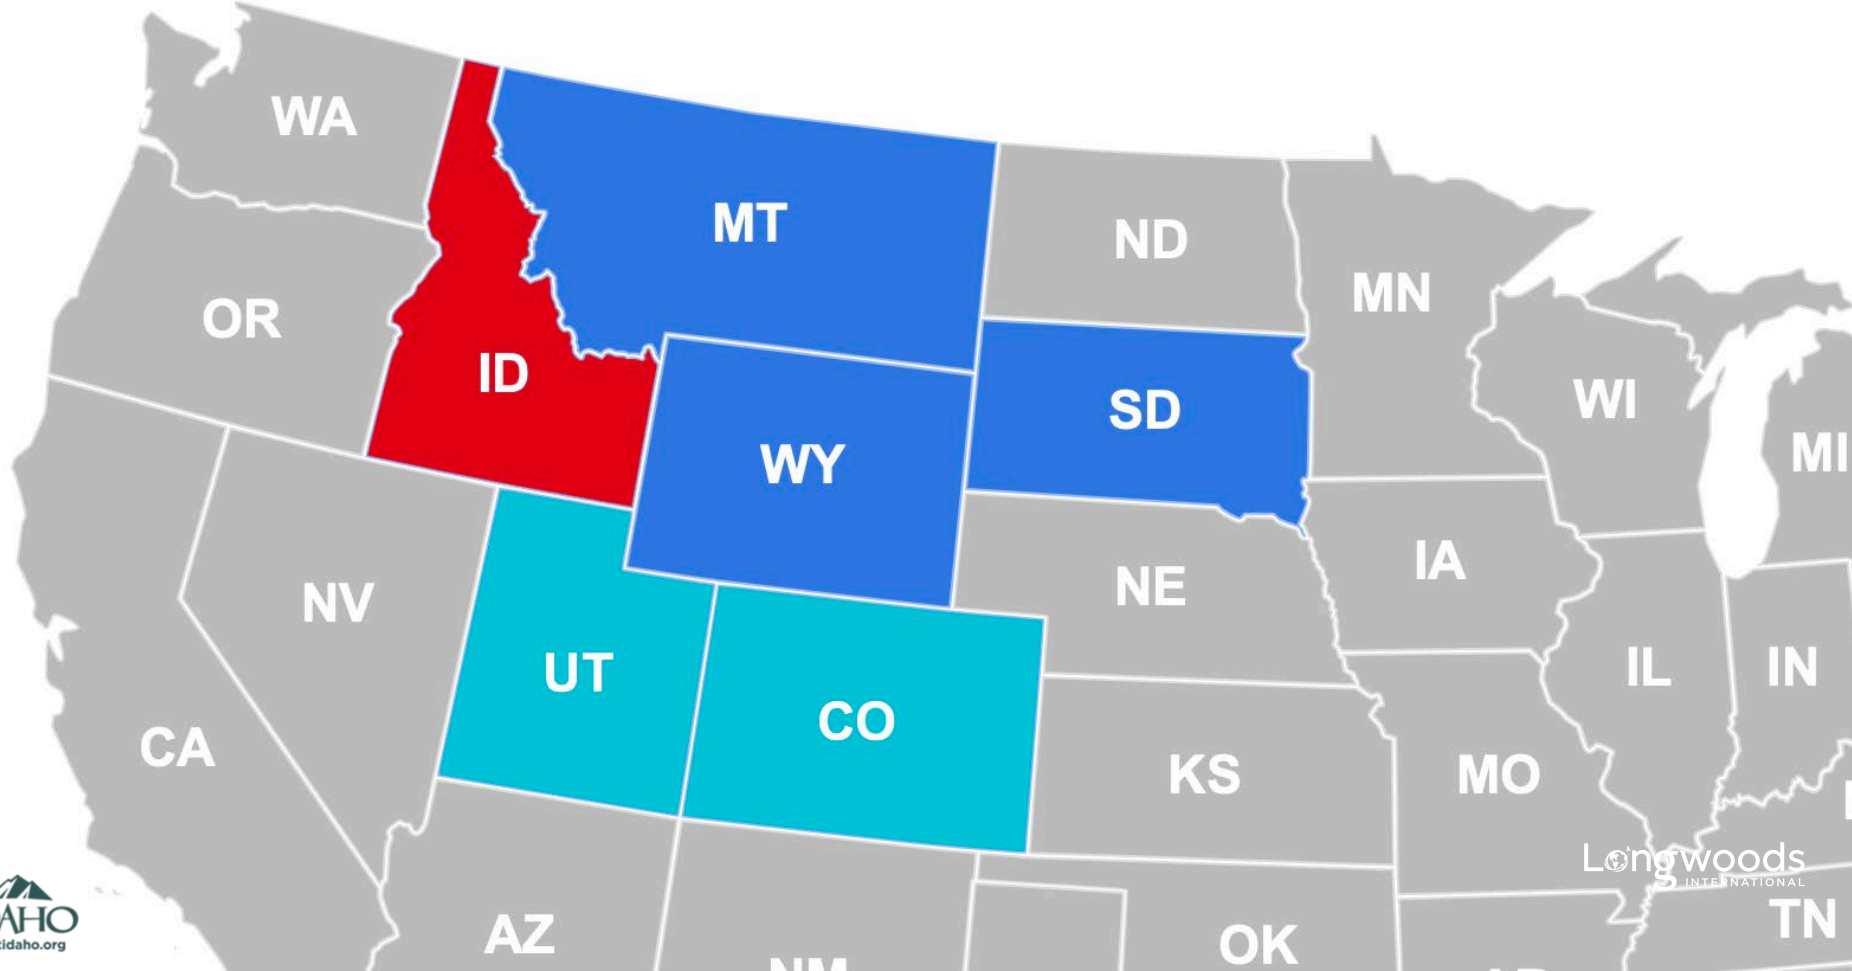 WA
MT
ND
MN
OR
ID
SD
WI
MI
WY
IA
NE
NV
UT
IL
IN
CO
CA
KS
MO
Longwoods
INTERNATIONAL
AHO
idaho.org
AZ
OK
TN
NM